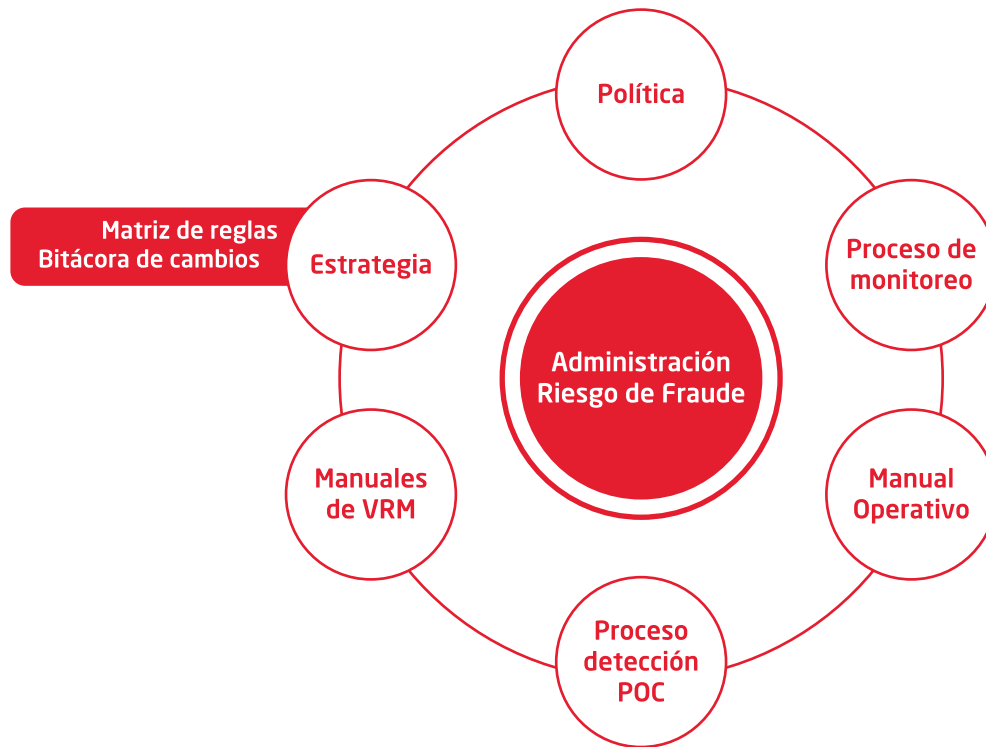 Política
Matriz de reglas
Bitácora de cambios
Estrategia
Proceso de
monitoreo
Administración
Riesgo de Fraude
Manuales
de VRM
Manual
Operativo
Proceso
detección
POC